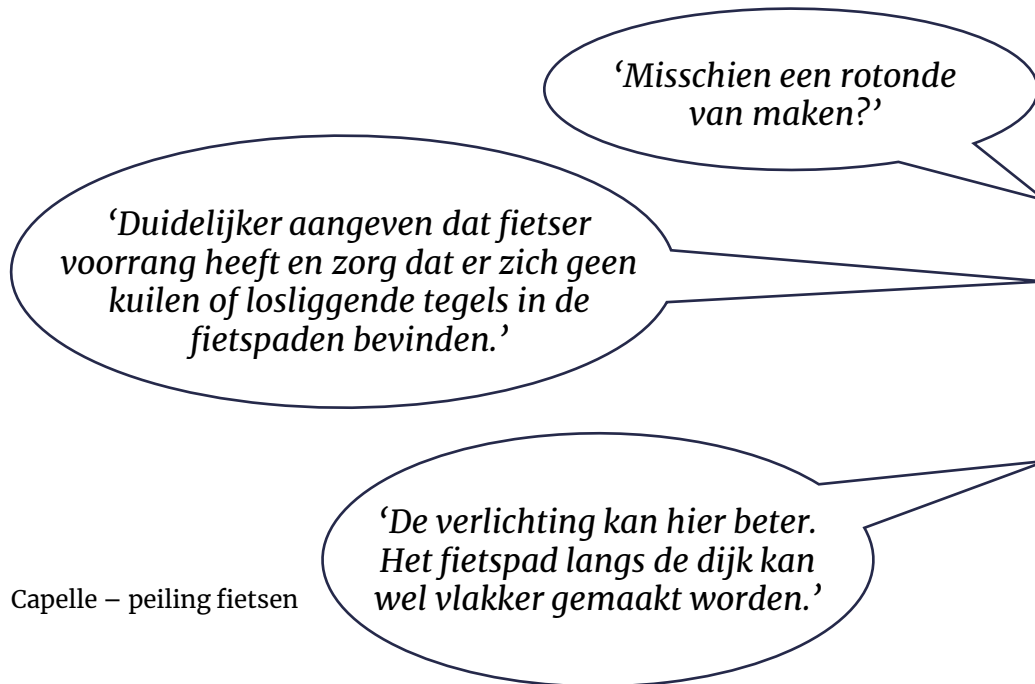 ‘Misschien een rotonde
van maken?’
‘Duidelijker aangeven dat fietser
voorrang heeft en zorg dat er zich geen
kuilen of losliggende tegels in de
fietspaden bevinden.’
‘De verlichting kan hier beter.
Het fietspad langs de dijk kan
wel vlakker gemaakt worden.’
Capelle – peiling fietsen